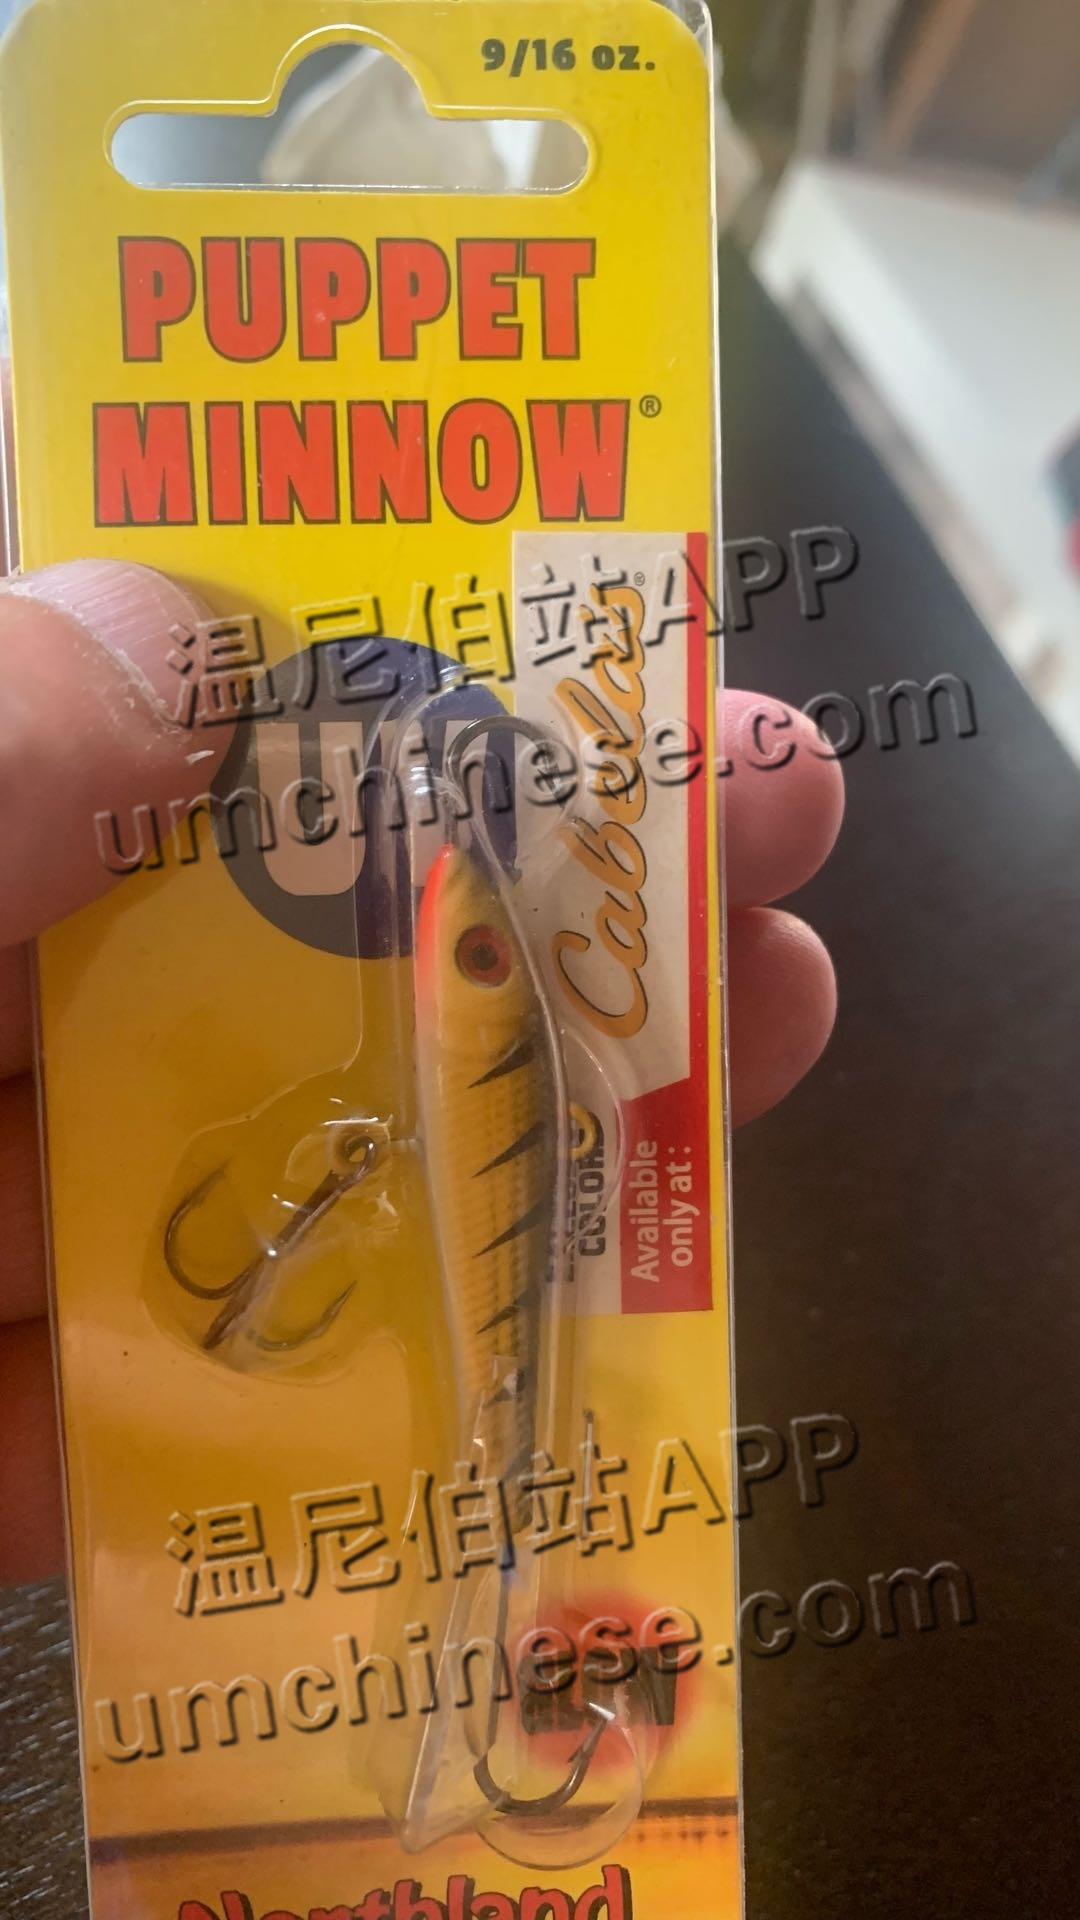 9/16 oz.
PUPPET
MINNOW®
Cabela's®
Available
only at:
COLOR
温尼伯站APP
umchinese.com
温尼伯站APP
umchinese.com
Northland